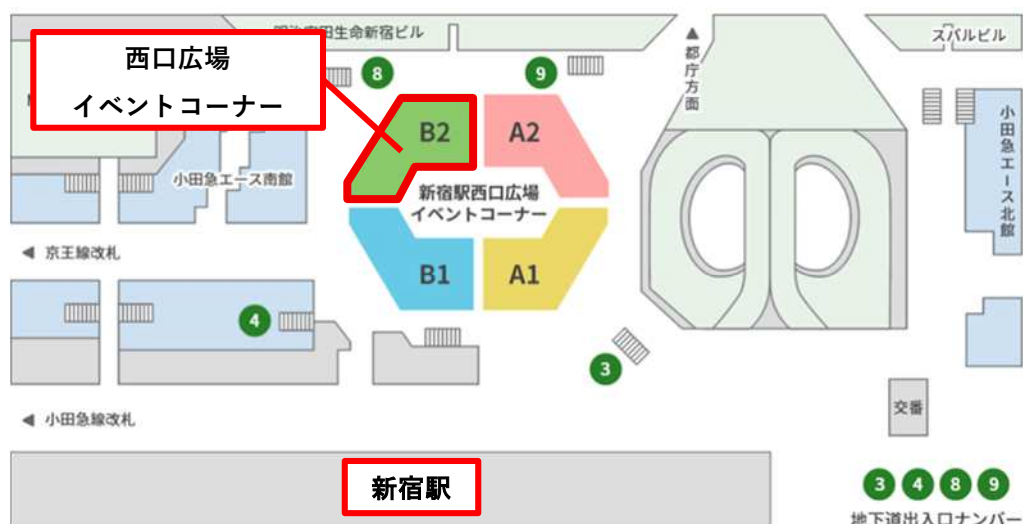 明治安田生命新宿ビル
スバルビル
西口広場
イベントコーナー
8
9
▲都庁方面
小田急エース南館
小田急エース北館
B2
A2
新宿駅西口広場
イベントコーナー
B1
A1
◀ 京王線改札
4
3
交番
◀ 小田急線改札
新宿駅
3 4 8 9
地下道出入口ナンバー